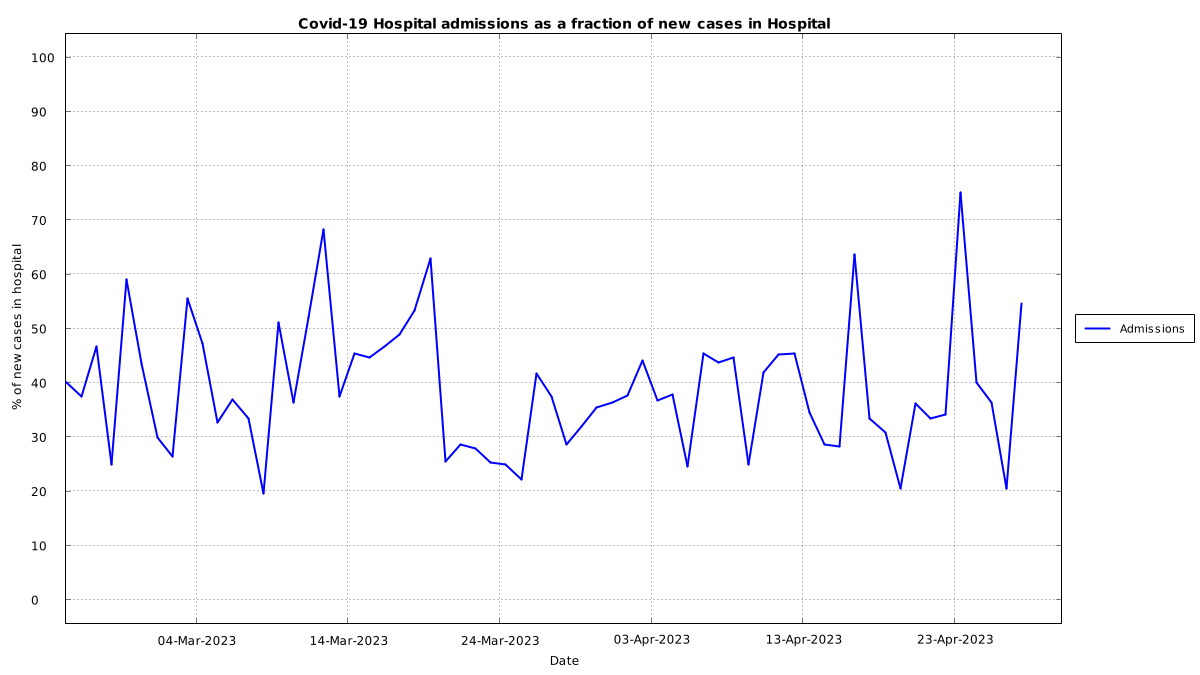 Covid-19 Hospital admissions as a fraction of new cases in Hospital
100
90
80
70
60
50
40
30
20
10
0
% of new cases in hospital
04-Mar-2023
14-Mar-2023
24-Mar-2023
03-Apr-2023
13-Apr-2023
23-Apr-2023
Date
Admissions